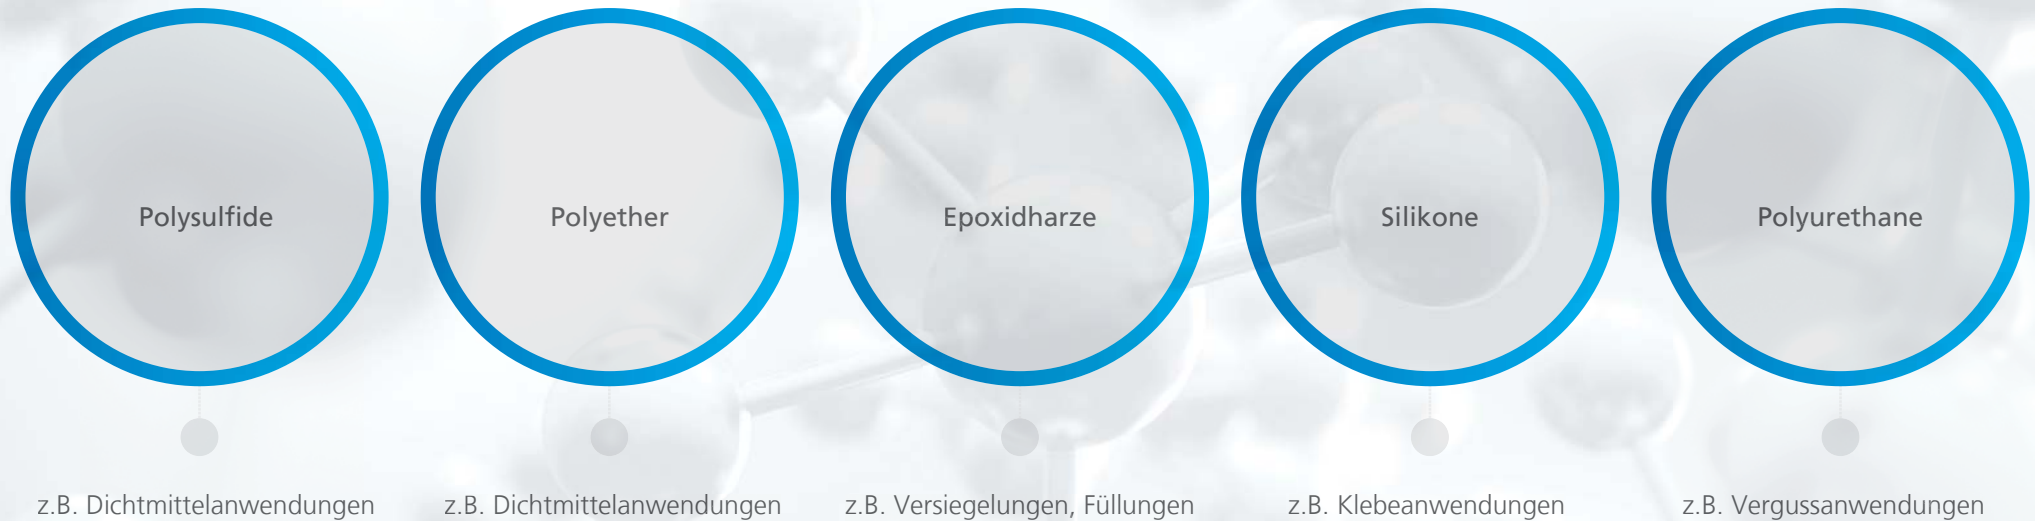 Polysulfide
Polyether
Epoxidharze
Silikone
Polyurethane
z.B. Dichtmittelanwendungen
z.B. Dichtmittelanwendungen
z.B. Versiegelungen, Füllungen
z.B. Klebeanwendungen
z.B. Vergussanwendungen